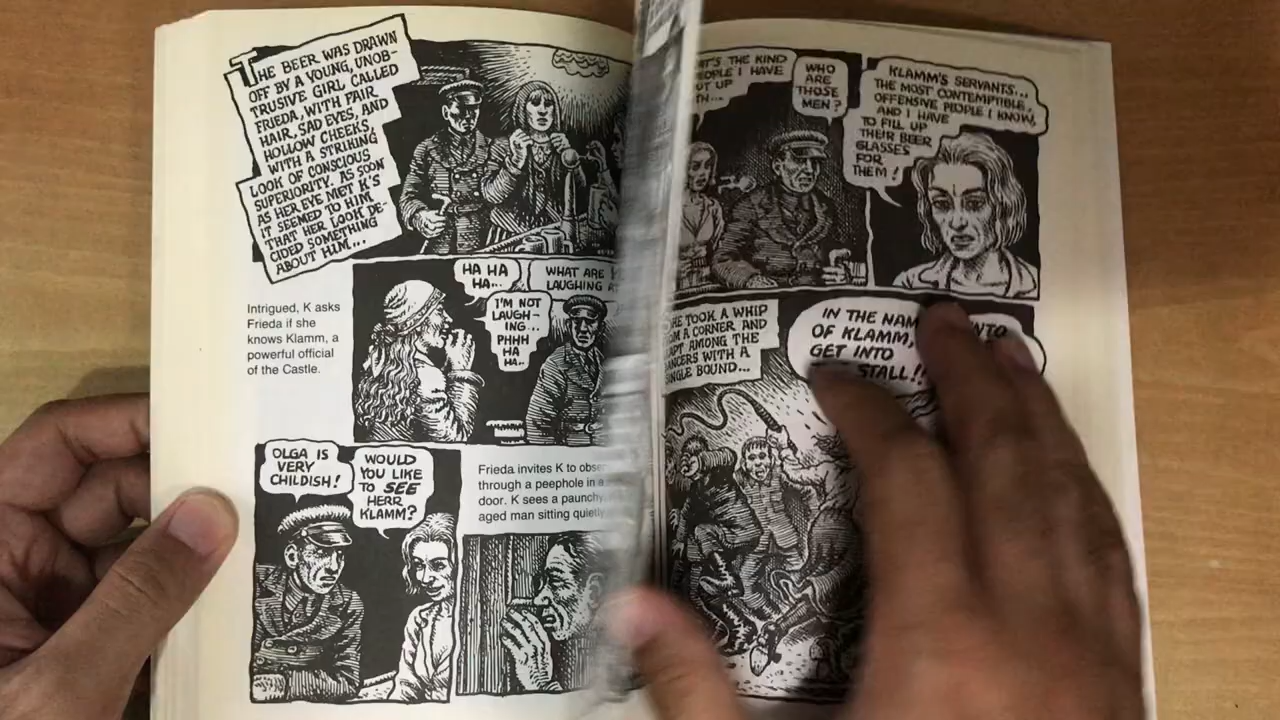 THE BEER WAS DRAWN
OFF BY A YOUNG, UNOB-
TRUSIVE GIRL CALLED
FRIEDA, WITH FAIR
HAIR, SAD EYES, AND
HOLLOW CHEEKS,
WITH A STRIKING
LOOK OF CONSCIOUS
SUPERIORITY. AS SOON
AS HER EYE MET K'S
IT SEEMED TO HIM
THAT HER LOOK DE-
CIDED SOMETHING
ABOUT HIM...
Intrigued, K asks
Frieda if she
knows Klamm, a
powerful official
of the Castle.
HA HA
HA..
WHAT ARE
LAUGHING
I'M NOT
LAUGH-
ING...
PHHH
HA
HA..
OLGA IS
VERY
CHILDISH!
WOULD
YOU LIKE
TO SEE
HERR
KLAMM?
Frieda invites K to
through a peephole in a
door. K sees a paunchy
aged man sitting quietly
THE KIND
I HAVE
UP
WHO
ARE
THOSE
MEN?
KLAMM'S SERVANTS...
THE MOST CONTEMPTIBLE,
OFFENSIVE PEOPLE I KNOW,
AND I HAVE
TO FILL UP
THEIR BEER
GLASSES
FOR
THEM!
TOOK A WHIP
A CORNER AND
AMONG THE
WITH A
BOUND...
IN THE
OF KLAMM,
GET INTO
STALL!!